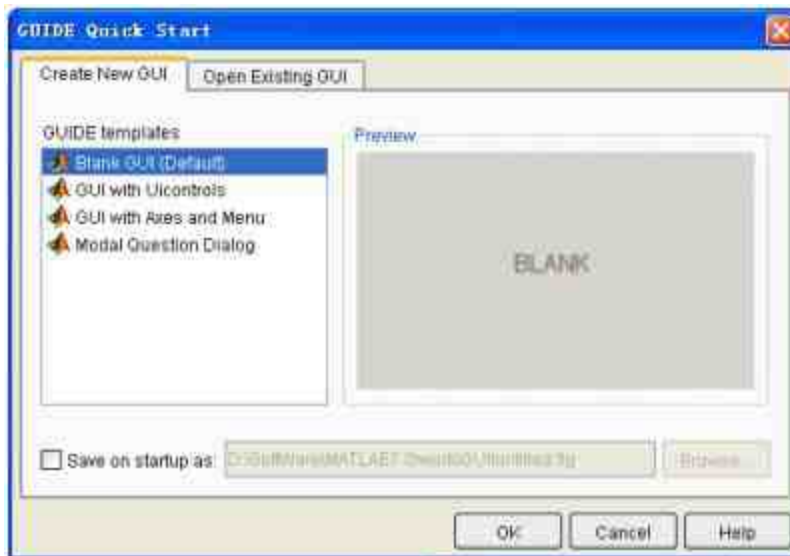 GUIDE Quick Start
Create New GUI
Open Existing GUI
GUIDE templates
Preview
Blank GUI (Default)
GUI with Uicontrols
GUI with Axes and Menu
Modal Question Dialog
BLANK
Save on startup as:
Browse...
OK
Cancel
Help